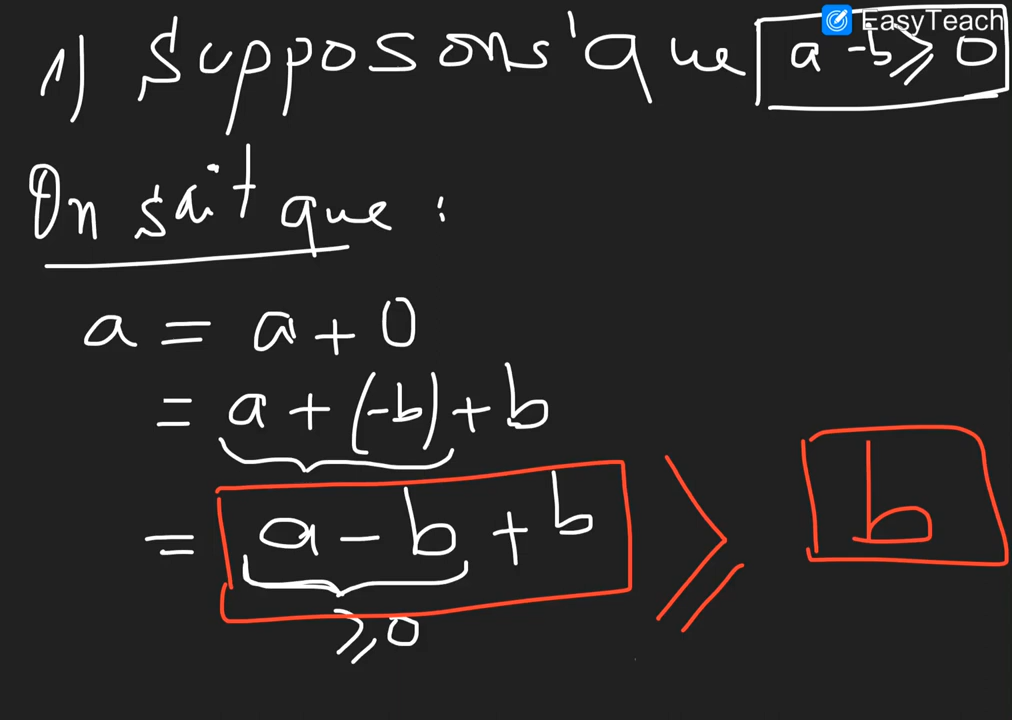 1) Supposons que a - b ⩾ 0
EasyTeach
On sait que :
a = a + 0
= a + (-b) + b
= a - b + b ⩾ b
⩾ 0